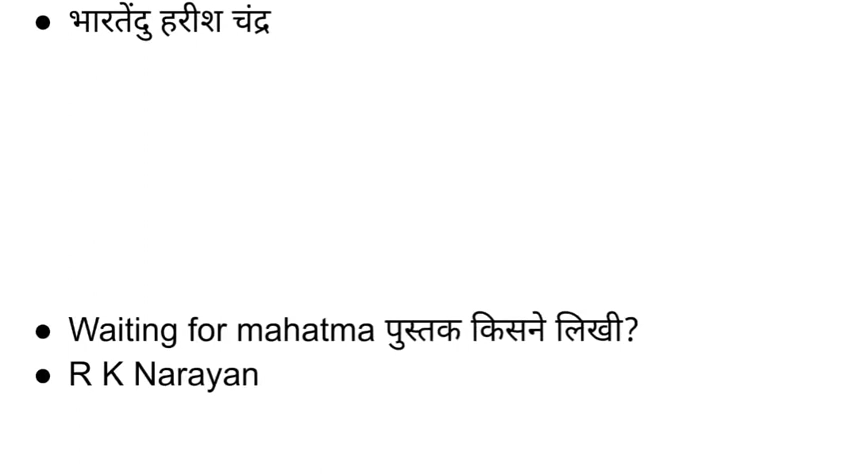 ● भारतेंदु हरीश चंद्र
● Waiting for mahatma पुस्तक किसने लिखी?
● R K Narayan